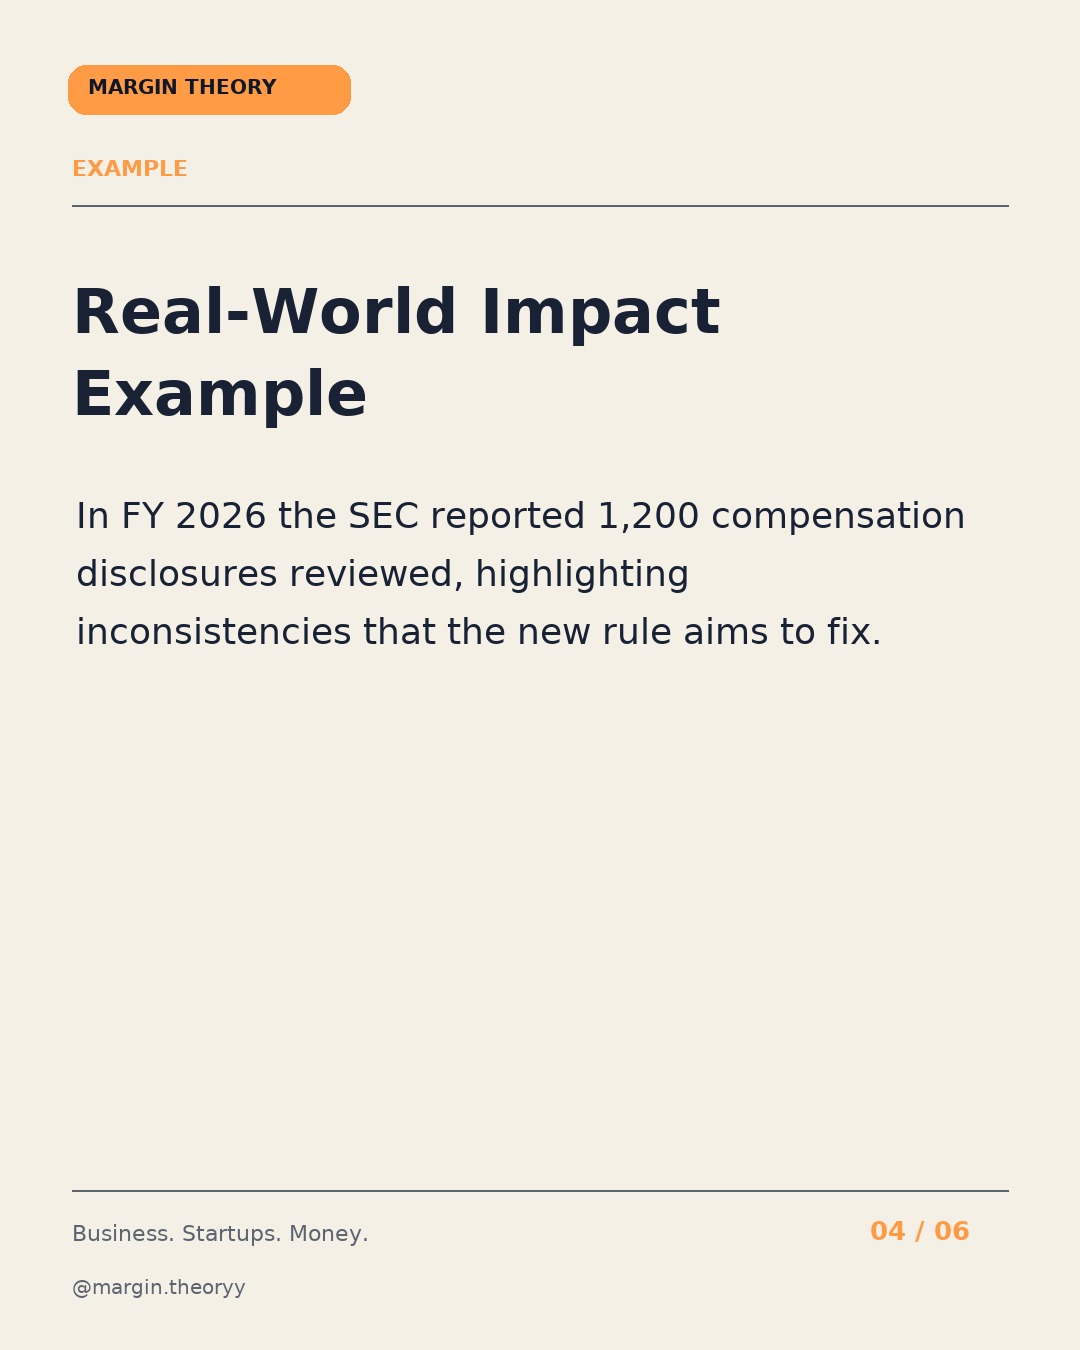 MARGIN THEORY
EXAMPLE
Real-World Impact
Example
In FY 2026 the SEC reported 1,200 compensation
disclosures reviewed, highlighting
inconsistencies that the new rule aims to fix.
Business. Startups. Money.
04 / 06
@margin.theoryy